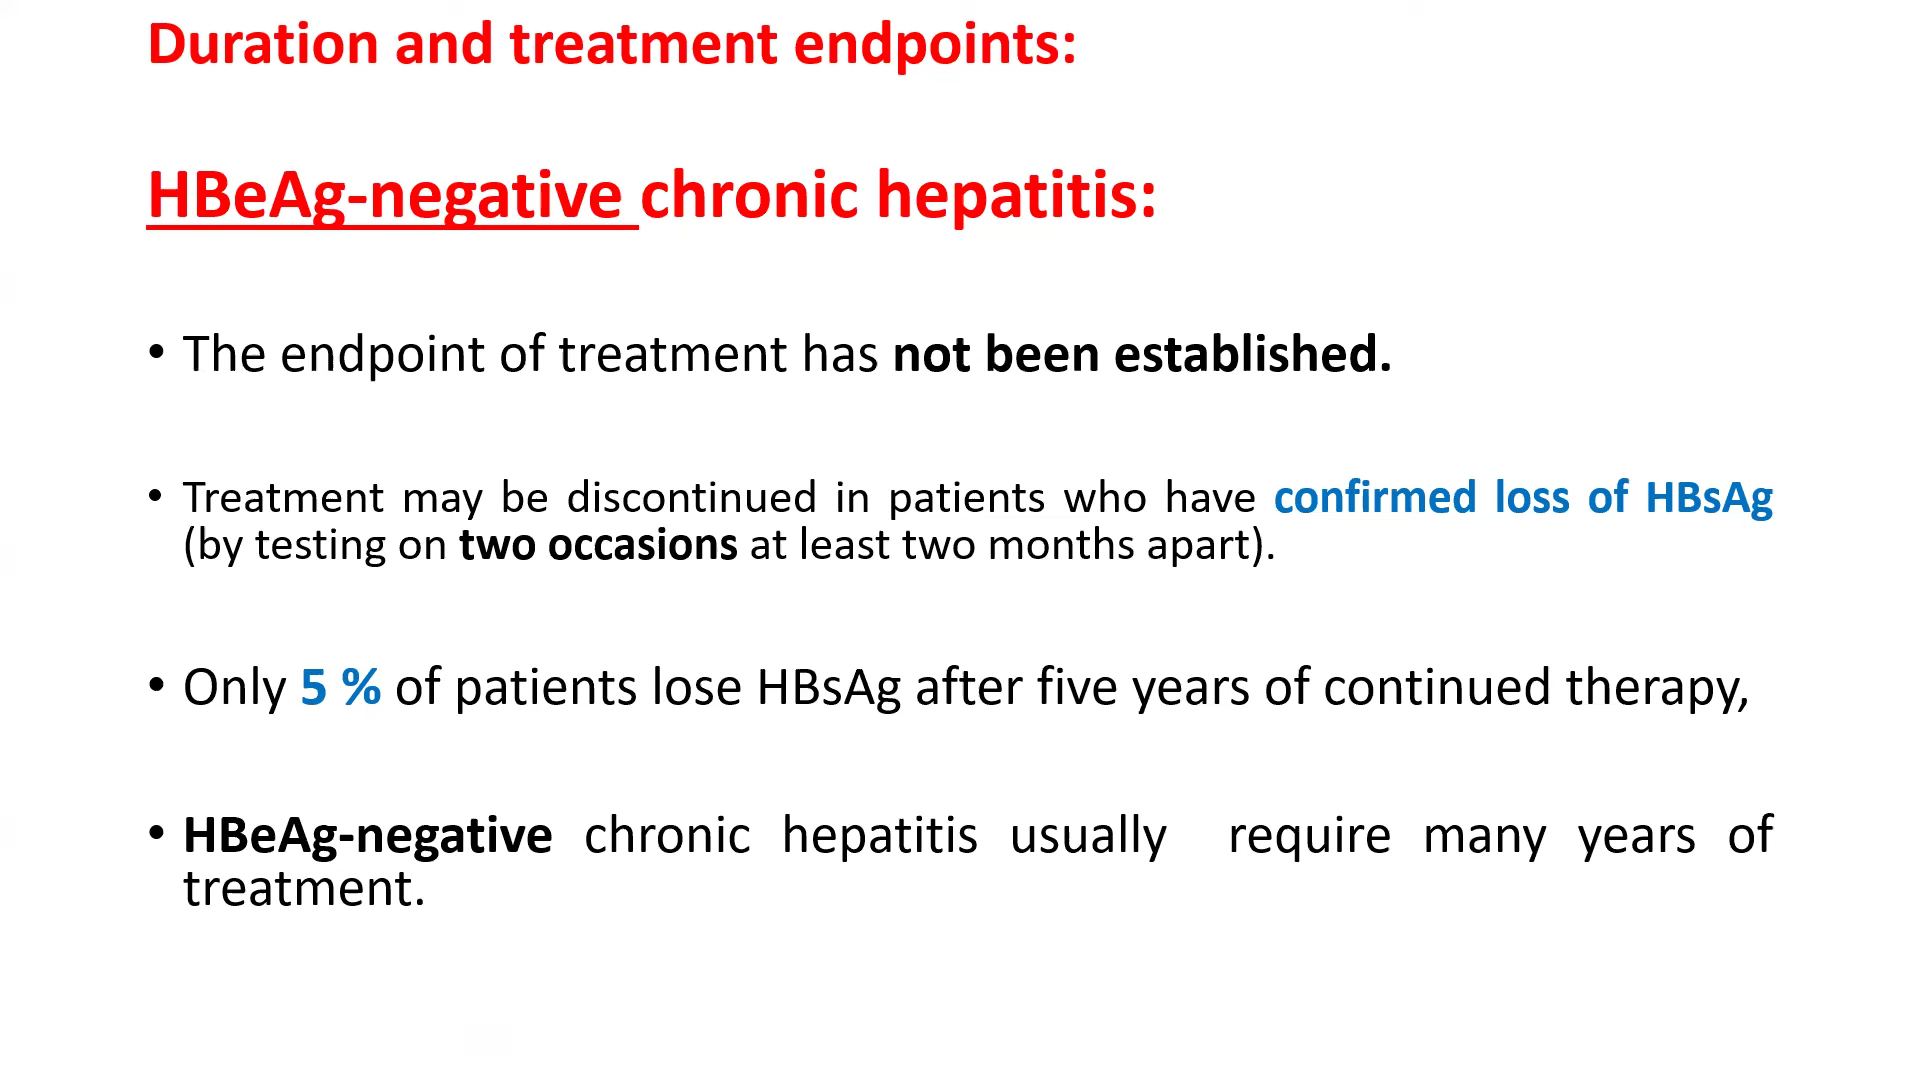 Duration and treatment endpoints:
HBeAg-negative chronic hepatitis:
• The endpoint of treatment has not been established.
• Treatment may be discontinued in patients who have confirmed loss of HBsAg
(by testing on two occasions at least two months apart).
• Only 5 % of patients lose HBsAg after five years of continued therapy,
• HBeAg-negative chronic hepatitis usually require many years of
treatment.